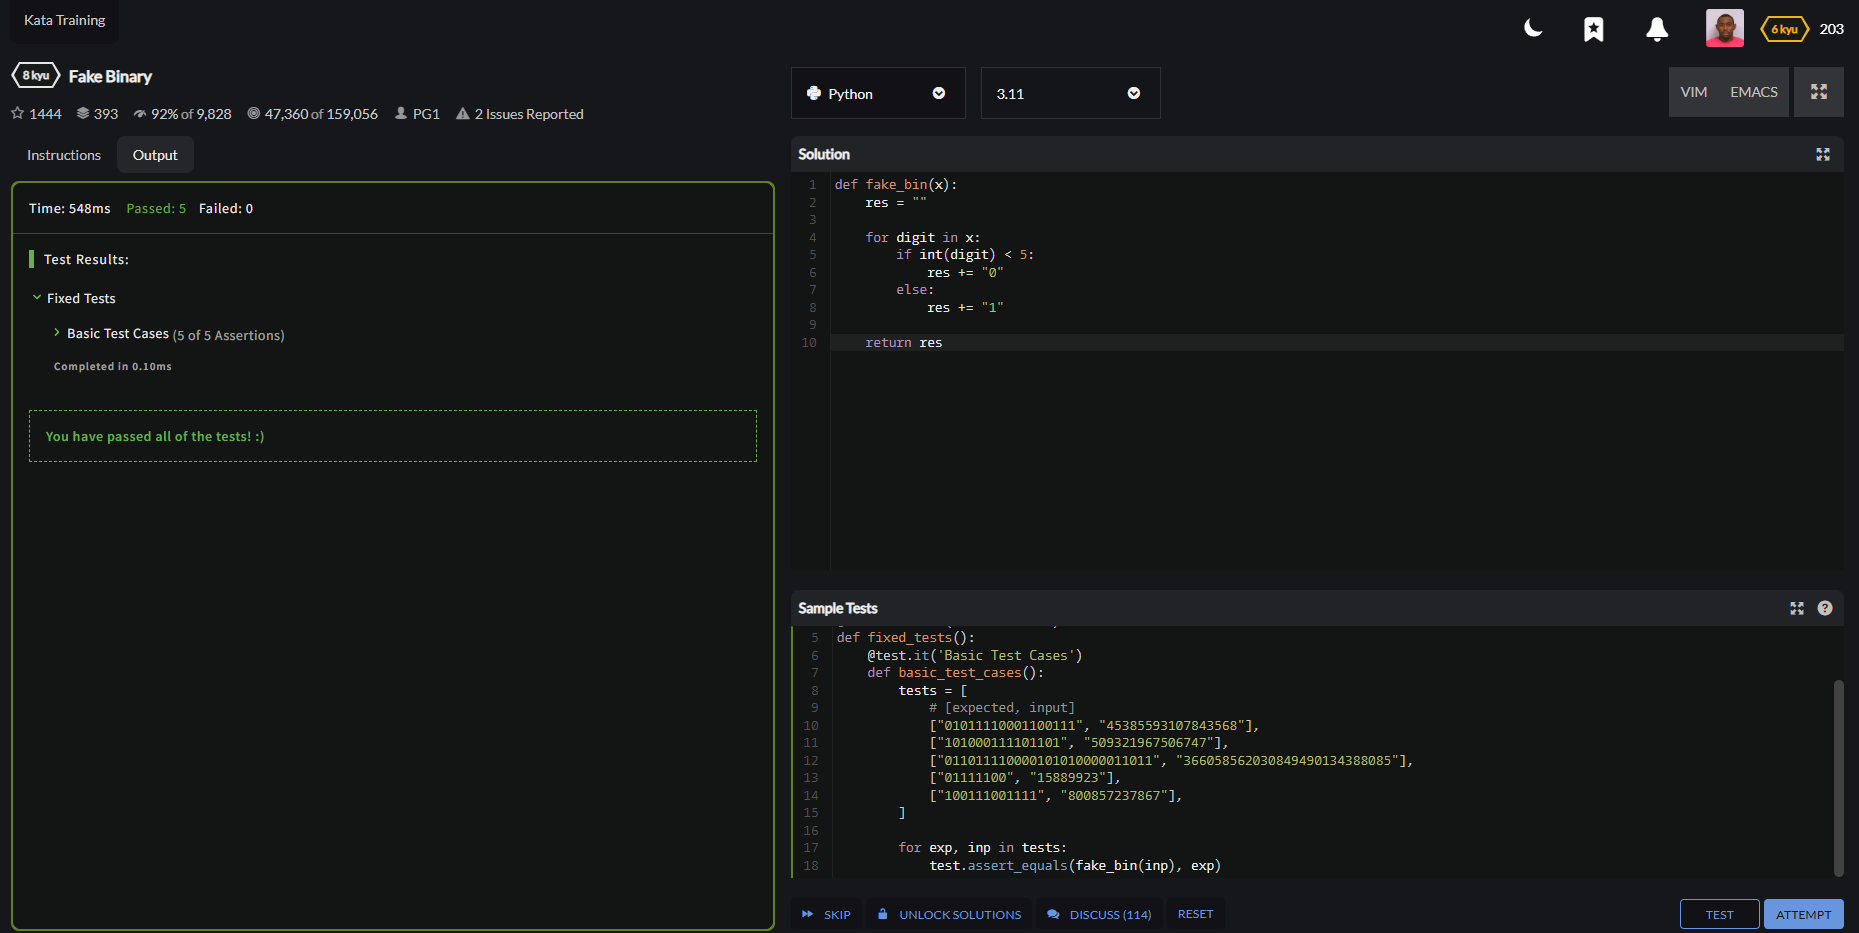 Kata Training
6 kyu 203
8 kyu Fake Binary
1444 393 92% of 9,828 47,360 of 159,056 PG1 2 Issues Reported
Instructions Output
Time: 548ms Passed: 5 Failed: 0
Test Results:
Fixed Tests
Basic Test Cases (5 of 5 Assertions)
Completed in 0.10ms
You have passed all of the tests! :)
Python 3.11 VIM EMACS
Solution
1 def fake_bin(x):
2     res = ""
3
4     for digit in x:
5         if int(digit) < 5:
6             res += "0"
7         else:
8             res += "1"
9
10     return res
Sample Tests
5 def fixed_tests():
6     @test.it('Basic Test Cases')
7     def basic_test_cases():
8         tests = [
9             # [expected, input]
10             ["01011110001100111", "45385593107843568"],
11             ["101000111101101", "509321967506747"],
12             ["011011110000101010000011011", "366058562030849490134388085"],
13             ["01111100", "15889923"],
14             ["100111001111", "800857237867"],
15         ]
16
17         for exp, inp in tests:
18             test.assert_equals(fake_bin(inp), exp)
SKIP UNLOCK SOLUTIONS DISCUSS (114) RESET TEST ATTEMPT